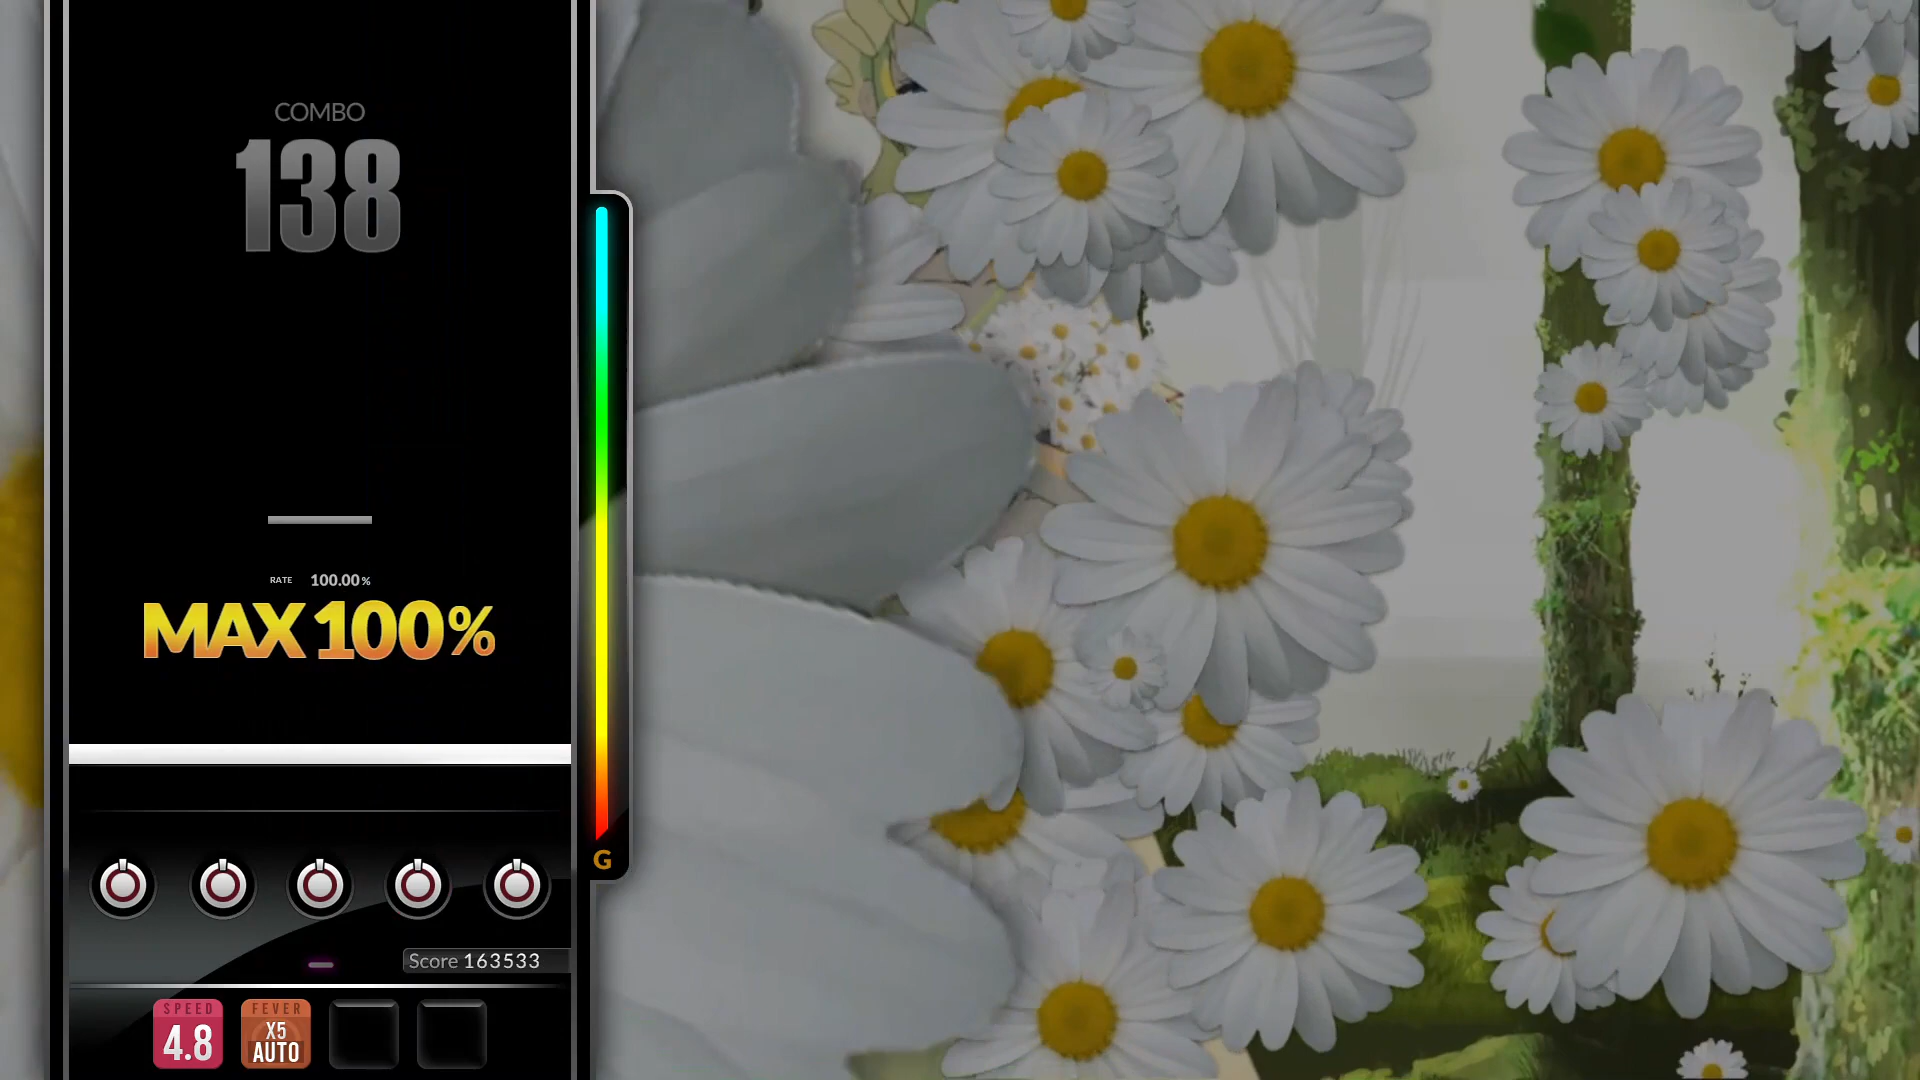 COMBO
138
RATE 100.00%
MAX 100%
G
Score 163533
SPEED
4.8
FEVER
X5
AUTO